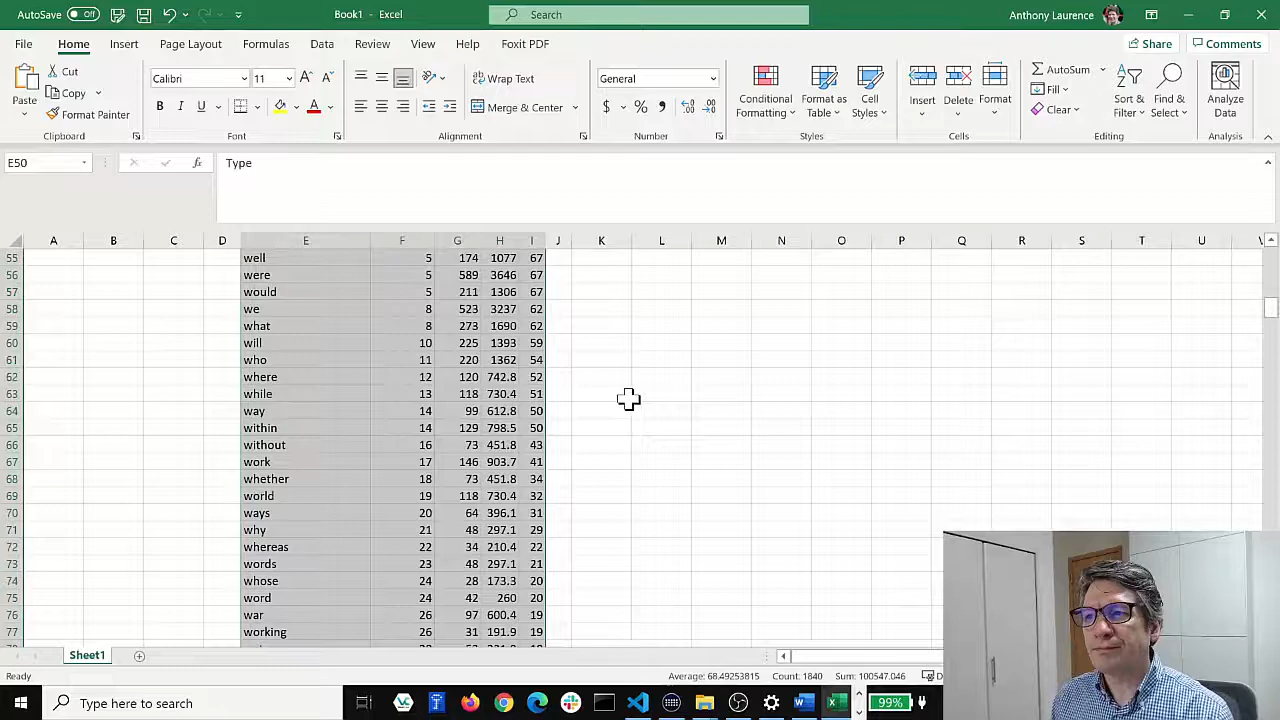 AutoSave Off Book1 - Excel Search Anthony Laurence
File Home Insert Page Layout Formulas Data Review View Help Foxit PDF Share Comments
Paste Cut Copy Format Painter Clipboard
Calibri 11 A A B I U A Font
Wrap Text Merge & Center Alignment
General $ % , Number
Conditional Formatting Format as Table Cell Styles Styles
Insert Delete Format Cells
AutoSum Fill Clear Sort & Filter Find & Select Editing
Analyze Data Analysis
E50 fx Type
A B C D E F G H I J K L M N O P Q R S T U
55 well 5 174 1077 67
56 were 5 589 3646 67
57 would 5 211 1306 67
58 we 8 523 3237 62
59 what 8 273 1690 62
60 will 10 225 1393 59
61 who 11 220 1362 54
62 where 12 120 742.8 52
63 while 13 118 730.4 51
64 way 14 99 612.8 50
65 within 14 129 798.5 50
66 without 16 73 451.8 43
67 work 17 146 903.7 41
68 whether 18 73 451.8 34
69 world 19 118 730.4 32
70 ways 20 64 396.1 31
71 why 21 48 297.1 29
72 whereas 22 34 210.4 22
73 words 23 48 297.1 21
74 whose 24 28 173.3 20
75 word 24 42 260 20
76 war 26 97 600.4 19
77 working 26 31 191.9 19
Sheet1
Ready Average: 68.49253815 Count: 1840 Sum: 100547.046
Type here to search 99%